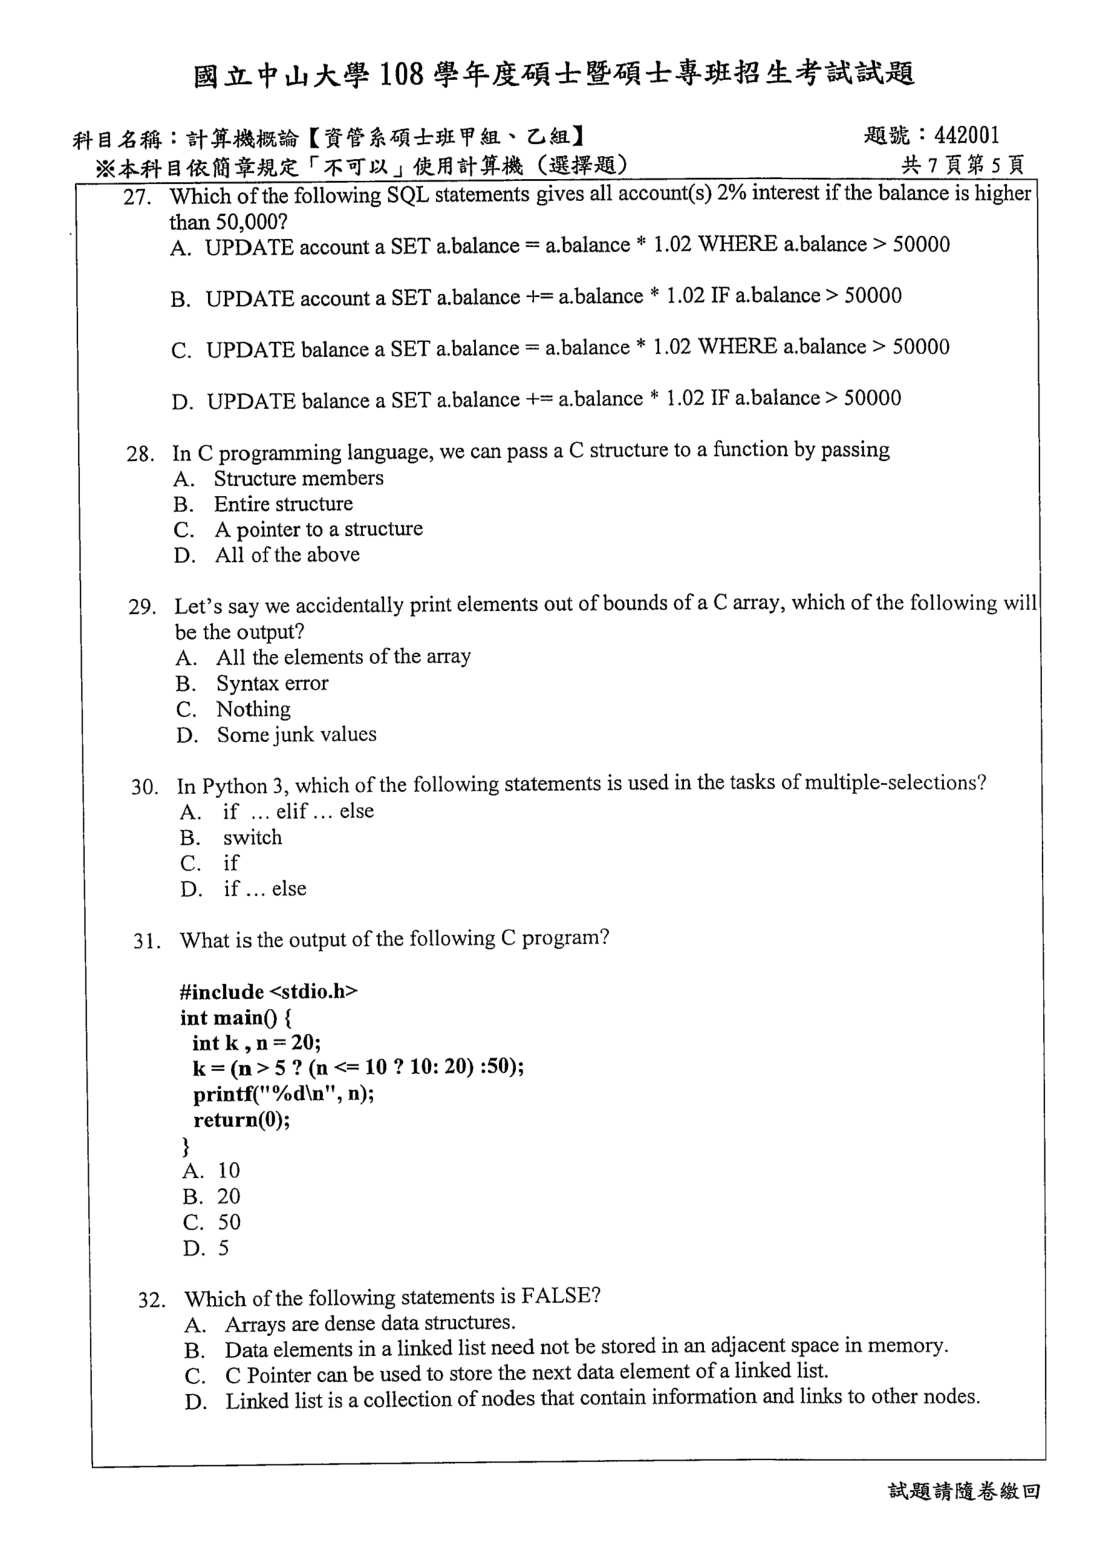 國立中山大學 108 學年度碩士暨碩士專班招生考試試題
科目名稱：計算機概論【資管系碩士班甲組、乙組】
題號：442001
※本科目依簡章規定「不可以」使用計算機（選擇題）
共 7 頁第 5 頁
27. Which of the following SQL statements gives all account(s) 2% interest if the balance is higher
than 50,000?
A. UPDATE account a SET a.balance = a.balance * 1.02 WHERE a.balance > 50000
B. UPDATE account a SET a.balance += a.balance * 1.02 IF a.balance > 50000
C. UPDATE balance a SET a.balance = a.balance * 1.02 WHERE a.balance > 50000
D. UPDATE balance a SET a.balance += a.balance * 1.02 IF a.balance > 50000
28. In C programming language, we can pass a C structure to a function by passing
A. Structure members
B. Entire structure
C. A pointer to a structure
D. All of the above
29. Let's say we accidentally print elements out of bounds of a C array, which of the following will
be the output?
A. All the elements of the array
B. Syntax error
C. Nothing
D. Some junk values
30. In Python 3, which of the following statements is used in the tasks of multiple-selections?
A. if … elif … else
B. switch
C. if
D. if … else
31. What is the output of the following C program?
#include <stdio.h>
int main() {
int k , n = 20;
k = (n > 5 ? (n <= 10 ? 10: 20) :50);
printf("%d\n", n);
return(0);
}
A. 10
B. 20
C. 50
D. 5
32. Which of the following statements is FALSE?
A. Arrays are dense data structures.
B. Data elements in a linked list need not be stored in an adjacent space in memory.
C. C Pointer can be used to store the next data element of a linked list.
D. Linked list is a collection of nodes that contain information and links to other nodes.
試題請隨卷繳回